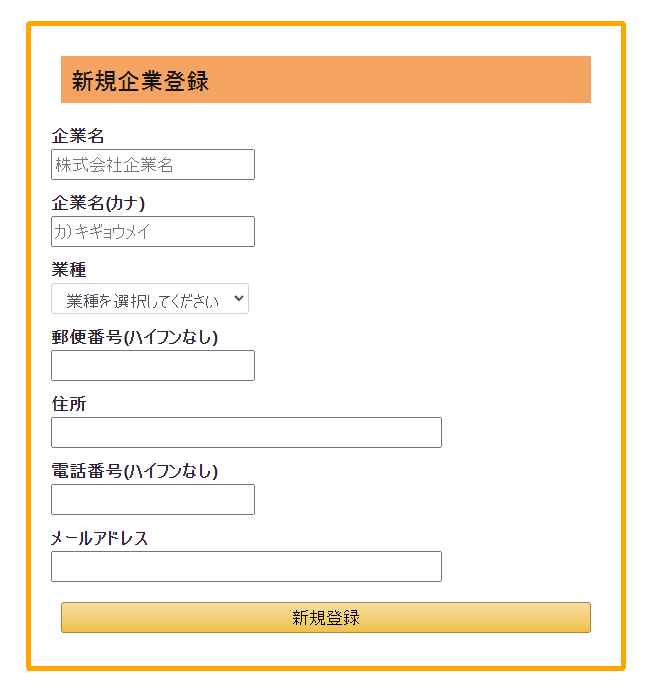 新規企業登録
企業名
株式会社企業名
企業名(カナ)
カ）キギョウメイ
業種
業種を選択してください
郵便番号(ハイフンなし)
住所
電話番号(ハイフンなし)
メールアドレス
新規登録